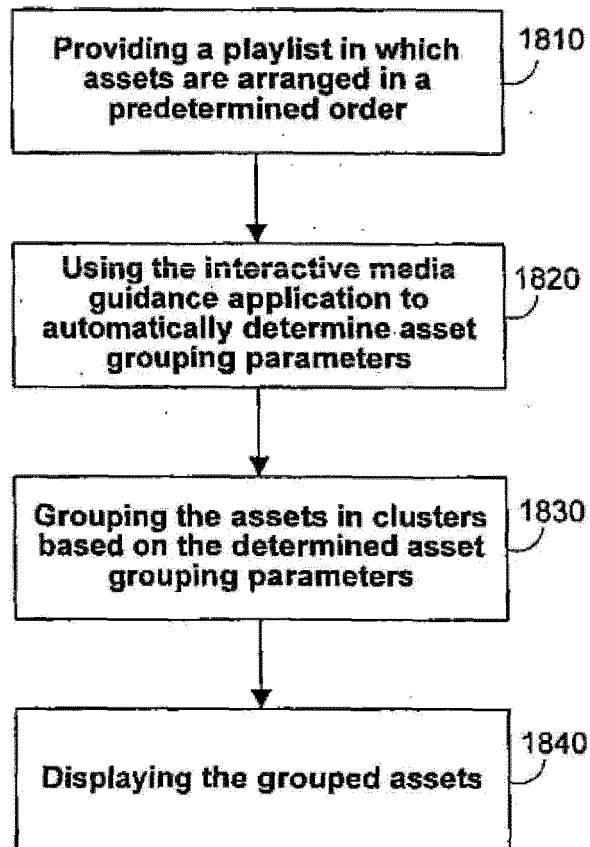 Providing a playlist in which
assets are arranged in a
predetermined order
1810
Using the interactive media
guidance application to
automatically determine asset
grouping parameters
1820
Grouping the assets in clusters
based on the determined asset
grouping parameters
1830
Displaying the grouped assets
1840